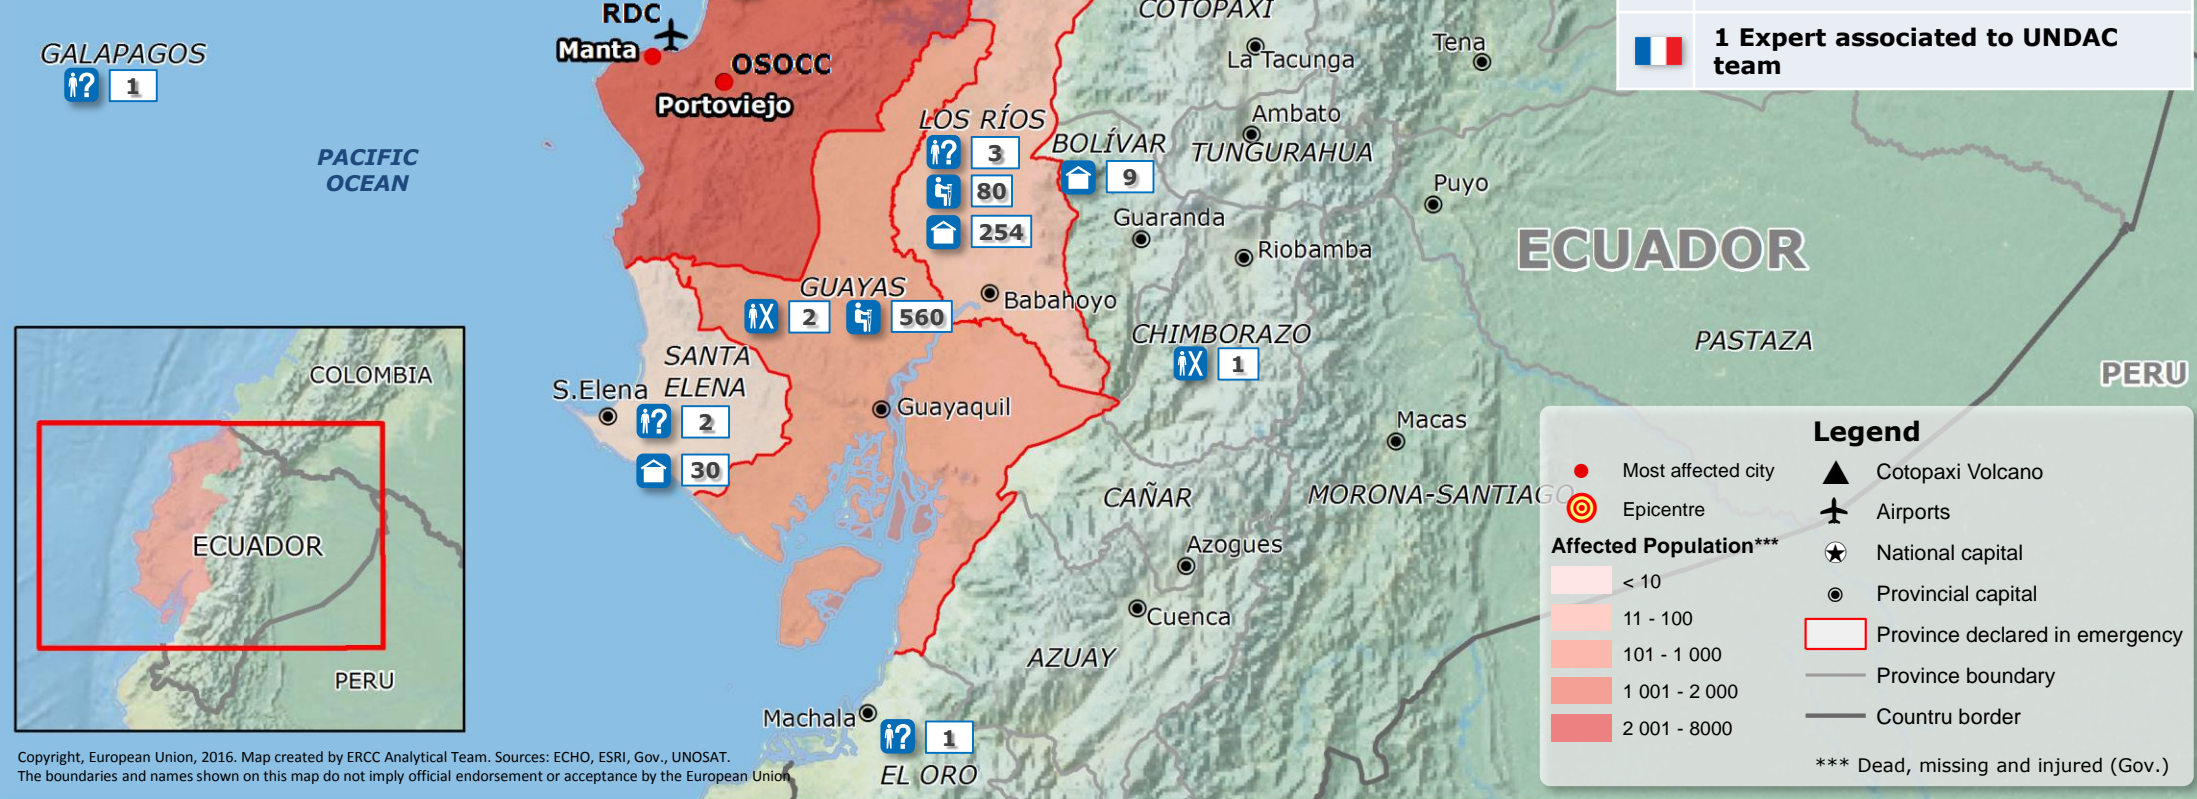 RDC
COTOPAXI
1 Expert associated to UNDAC
team
GALAPAGOS
1
Manta
OSOCC
Portoviejo
La Tacunga
Tena
PACIFIC
OCEAN
LOS RÍOS
3
80
254
BOLÍVAR
9
Ambato
TUNGURAHUA
Puyo
Guaranda
Riobamba
ECUADOR
GUAYAS
2
560
Babahoyo
CHIMBORAZO
1
PASTAZA
PERU
SANTA
ELENA
S.Elena
2
30
Guayaquil
Macas
CAÑAR
MORONA-SANTIAGO
Azogues
Cuenca
AZUAY
Machala
1
EL ORO
COLOMBIA
ECUADOR
PERU
Legend
Most affected city
Epicentre
Affected Population***
< 10
11 - 100
101 - 1 000
1 001 - 2 000
2 001 - 8000
Cotopaxi Volcano
Airports
National capital
Provincial capital
Province declared in emergency
Province boundary
Countru border
*** Dead, missing and injured (Gov.)
Copyright, European Union, 2016. Map created by ERCC Analytical Team. Sources: ECHO, ESRI, Gov., UNOSAT.
The boundaries and names shown on this map do not imply official endorsement or acceptance by the European Union